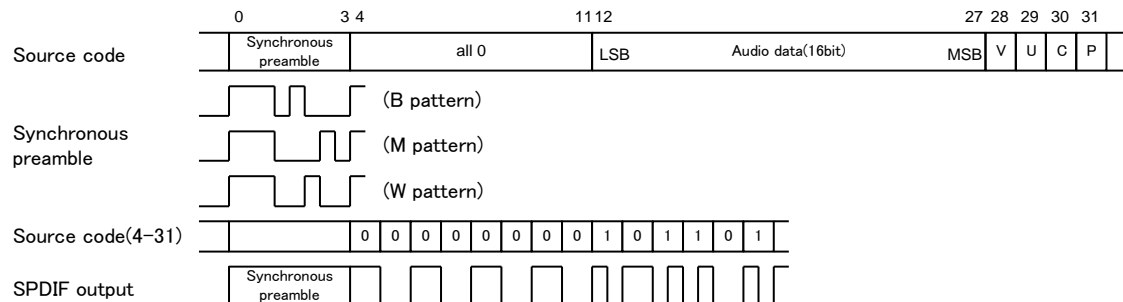 0 3 4 11 12 27 28 29 30 31
Source code
Synchronous
preamble
all 0
LSB
Audio data(16bit)
MSB
V
U
C
P
(B pattern)
Synchronous
preamble
(M pattern)
(W pattern)
Source code(4-31)
0 0 0 0 0 0 0 0 1 0 1 1 0 1
SPDIF output
Synchronous
preamble